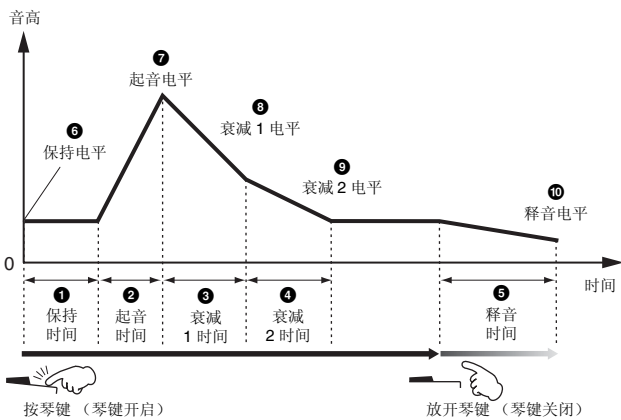 音高
❼
起音电平
❽
衰减 1 电平
❻
保持电平
❾
衰减 2 电平
❿
释音电平
0
时间
❶
保持
时间
❷
起音
时间
❸
衰减
1 时间
❹
衰减
2 时间
❺
释音
时间
按琴键 （琴键开启）
放开琴键 （琴键关闭）